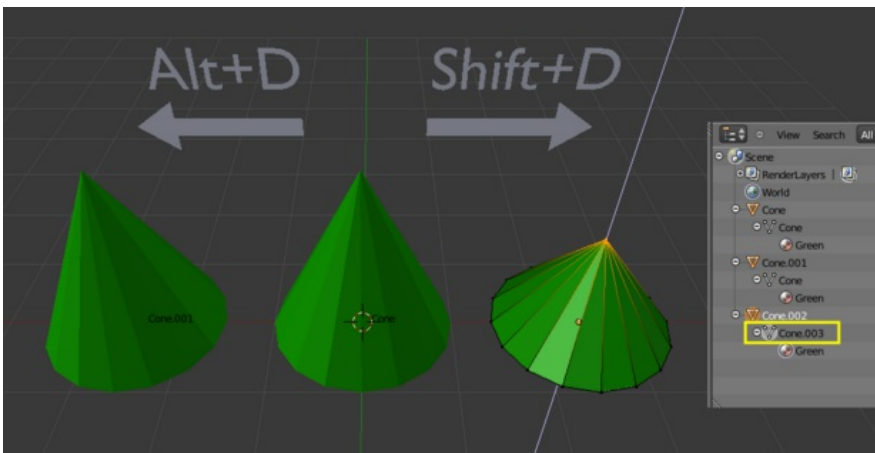 Alt+D
Shift+D
View Search All
Scene
RenderLayers |
World
Cone
Cone
Green
Cone.001
Cone
Green
Cone.002
Cone.003
Green
Cone.001
Cone